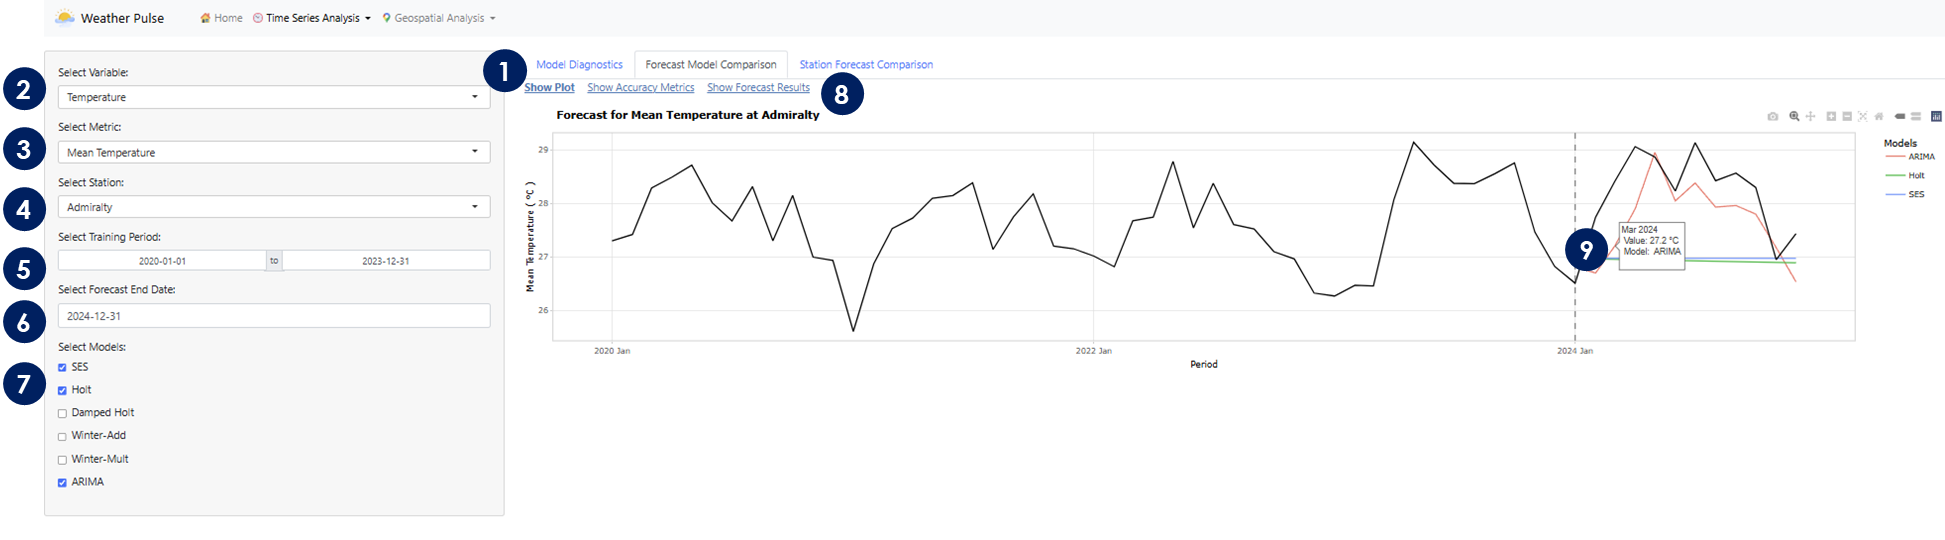 Weather Pulse
Home
Time Series Analysis
Geospatial Analysis
1
Model Diagnostics
Forecast Model Comparison
Station Forecast Comparison
Show Plot
Show Accuracy Metrics
Show Forecast Results
8
2
Select Variable:
Temperature
3
Select Metric:
Mean Temperature
4
Select Station:
Admiralty
5
Select Training Period:
2020-01-01 to 2023-12-31
6
Select Forecast End Date:
2024-12-31
7
Select Models:
SES
Holt
Damped Holt
Winter-Add
Winter-Mult
ARIMA
Forecast for Mean Temperature at Admiralty
Mean Temperature ( °C )
29
28
27
26
2020 Jan
2022 Jan
2024 Jan
Period
9
Mar 2024
Value: 27.2 °C
Model: ARIMA
Models
ARIMA
Holt
SES